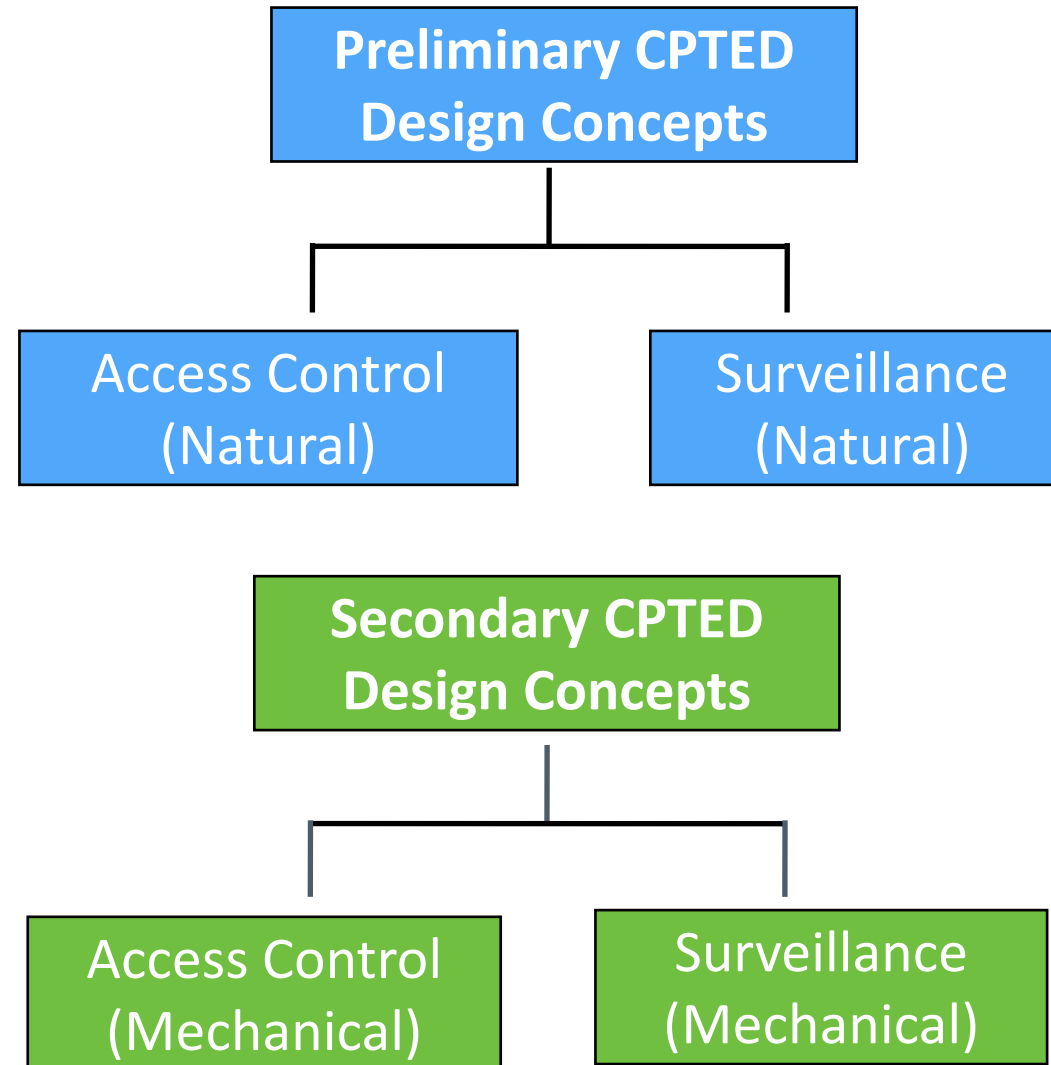 Preliminary CPTED
Design Concepts
Access Control
(Natural)
Surveillance
(Natural)
Secondary CPTED
Design Concepts
Access Control
(Mechanical)
Surveillance
(Mechanical)